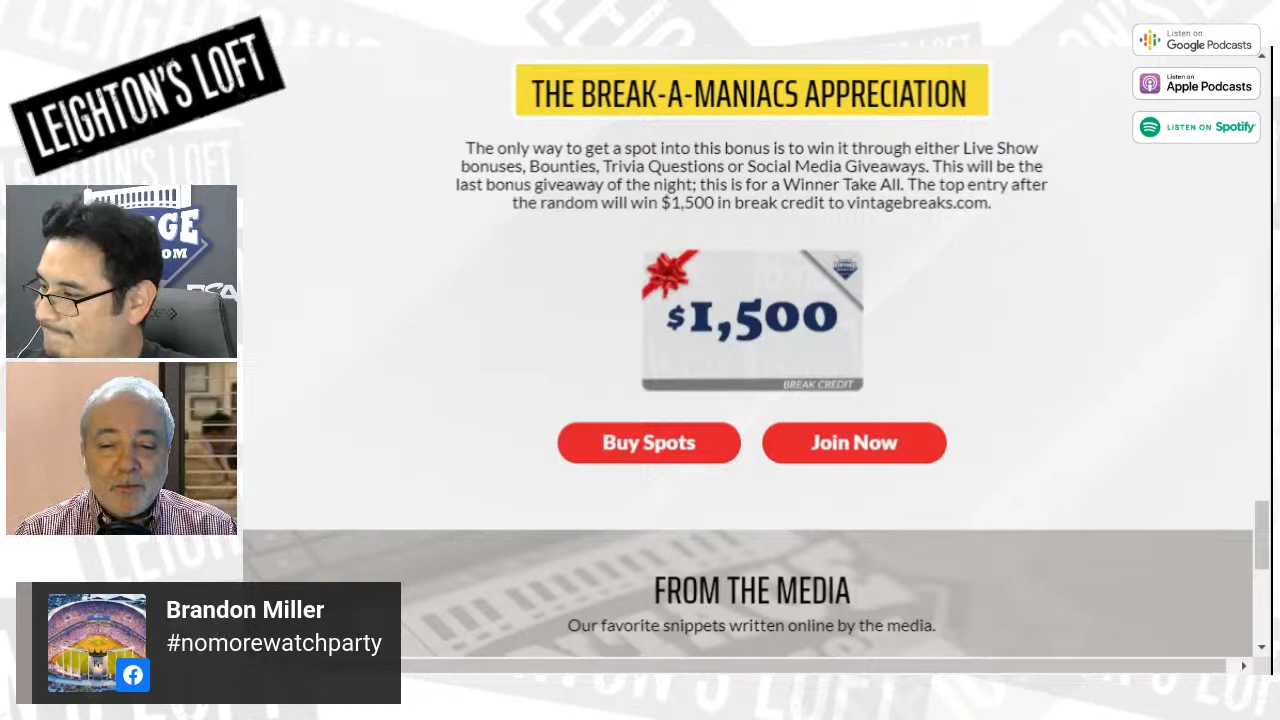 LEIGHTON'S LOFT
THE BREAK-A-MANIACS APPRECIATION
The only way to get a spot into this bonus is to win it through either Live Show
bonuses, Bounties, Trivia Questions or Social Media Giveaways. This will be the
last bonus giveaway of the night; this is for a Winner Take All. The top entry after
the random will win $1,500 in break credit to vintagebreaks.com.
$1,500
BREAK CREDIT
Buy Spots
Join Now
FROM THE MEDIA
Our favorite snippets written online by the media.
Listen on
Google Podcasts
Listen on
Apple Podcasts
LISTEN ON Spotify
Brandon Miller
#nomorewatchparty